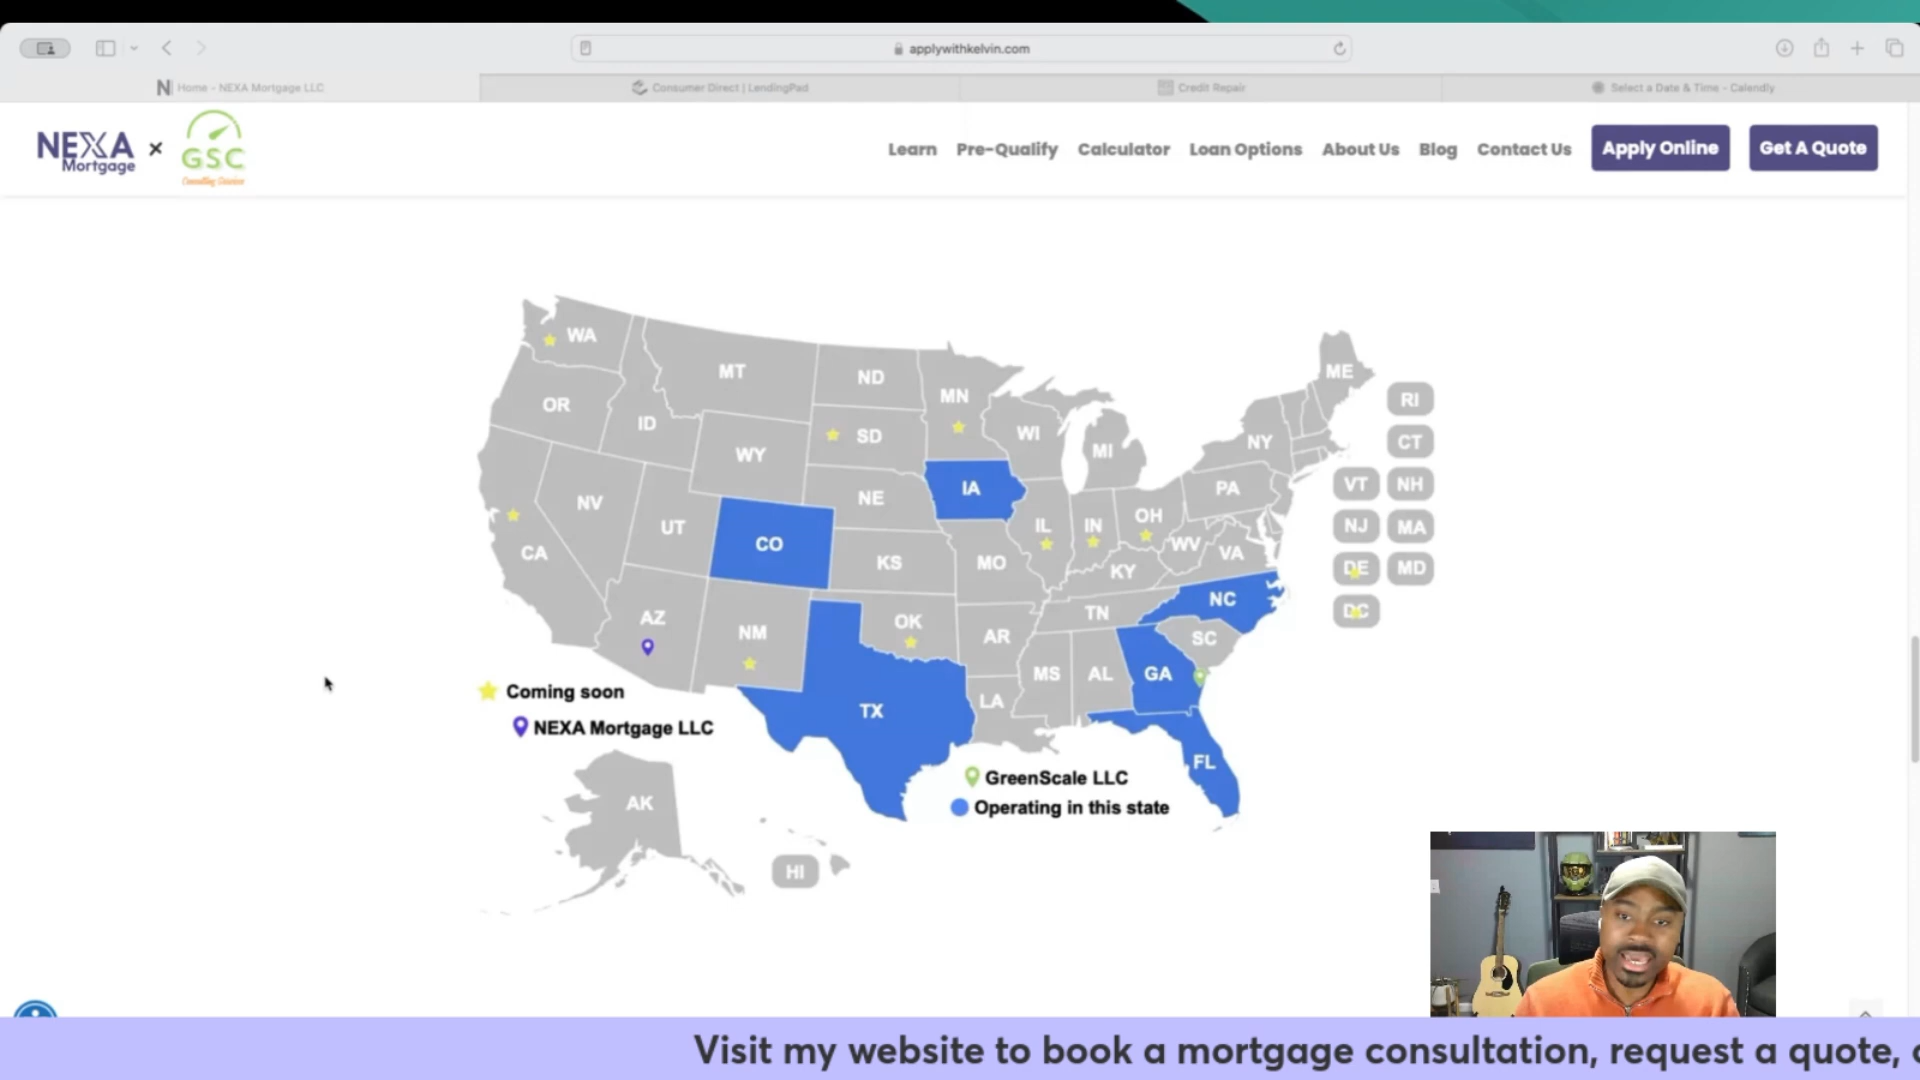 applywithkelvin.com
Home - NEXA Mortgage LLC
Consumer Direct | LendingPad
Credit Repair
Select a Date & Time - Calendly
NEXA
Mortgage
×
GSC
Consulting Services
Learn
Pre-Qualify
Calculator
Loan Options
About Us
Blog
Contact Us
Apply Online
Get A Quote
WA
MT
ND
MN
ME
OR
ID
SD
WI
MI
NY
WY
RI
CT
VT
NH
NJ
MA
DE
MD
DC
NV
UT
CO
NE
IA
IL
IN
OH
PA
CA
KS
MO
KY
WV
VA
AZ
NM
OK
AR
TN
NC
SC
TX
LA
MS
AL
GA
FL
Coming soon
NEXA Mortgage LLC
GreenScale LLC
Operating in this state
AK
HI
Visit my website to book a mortgage consultation, request a quote,